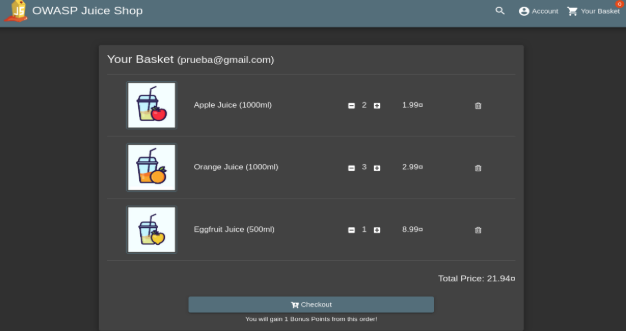 OWASP Juice Shop
Account
Your Basket
0
Your Basket (prueba@gmail.com)
Apple Juice (1000ml) 2 1.99¤
Orange Juice (1000ml) 3 2.99¤
Eggfruit Juice (500ml) 1 8.99¤
Total Price: 21.94¤
Checkout
You will gain 1 Bonus Points from this order!